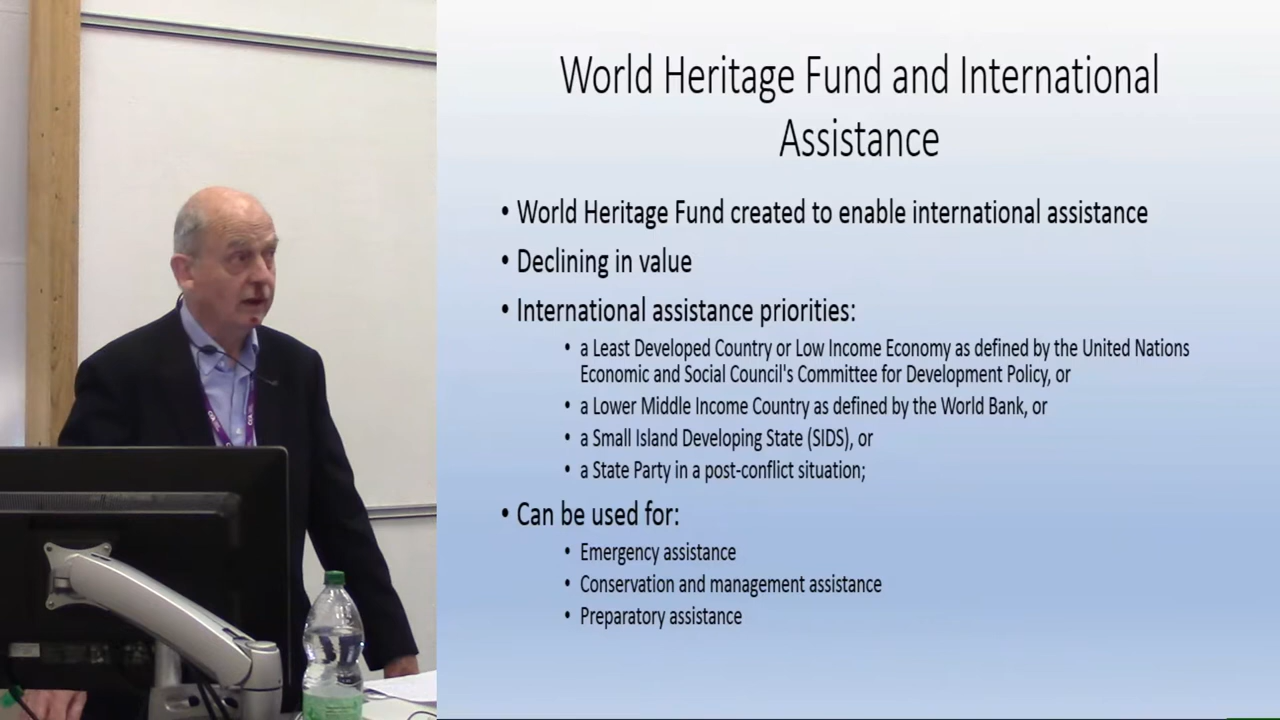 World Heritage Fund and International
Assistance
• World Heritage Fund created to enable international assistance
• Declining in value
• International assistance priorities:
• a Least Developed Country or Low Income Economy as defined by the United Nations
Economic and Social Council's Committee for Development Policy, or
• a Lower Middle Income Country as defined by the World Bank, or
• a Small Island Developing State (SIDS), or
• a State Party in a post-conflict situation;
• Can be used for:
• Emergency assistance
• Conservation and management assistance
• Preparatory assistance